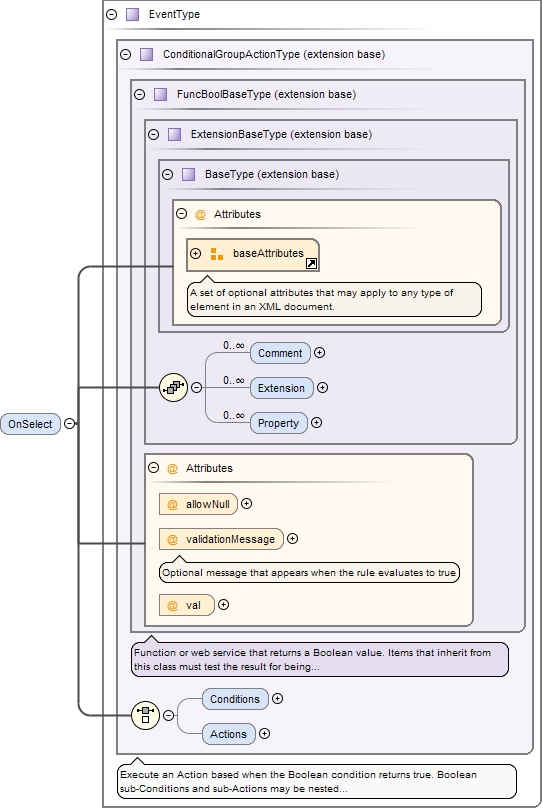 EventType
ConditionalGroupActionType (extension base)
FuncBoolBaseType (extension base)
ExtensionBaseType (extension base)
BaseType (extension base)
@ Attributes
baseAttributes
A set of optional attributes that may apply to any type of
element in an XML document.
0..∞
Comment
0..∞
Extension
0..∞
Property
OnSelect
@ Attributes
@ allowNull
@ validationMessage
Optional message that appears when the rule evaluates to true
@ val
Function or web service that returns a Boolean value. Items that inherit from
this class must test the result for being...
Conditions
Actions
Execute an Action based when the Boolean condition returns true. Boolean
sub-Conditions and sub-Actions may be nested...